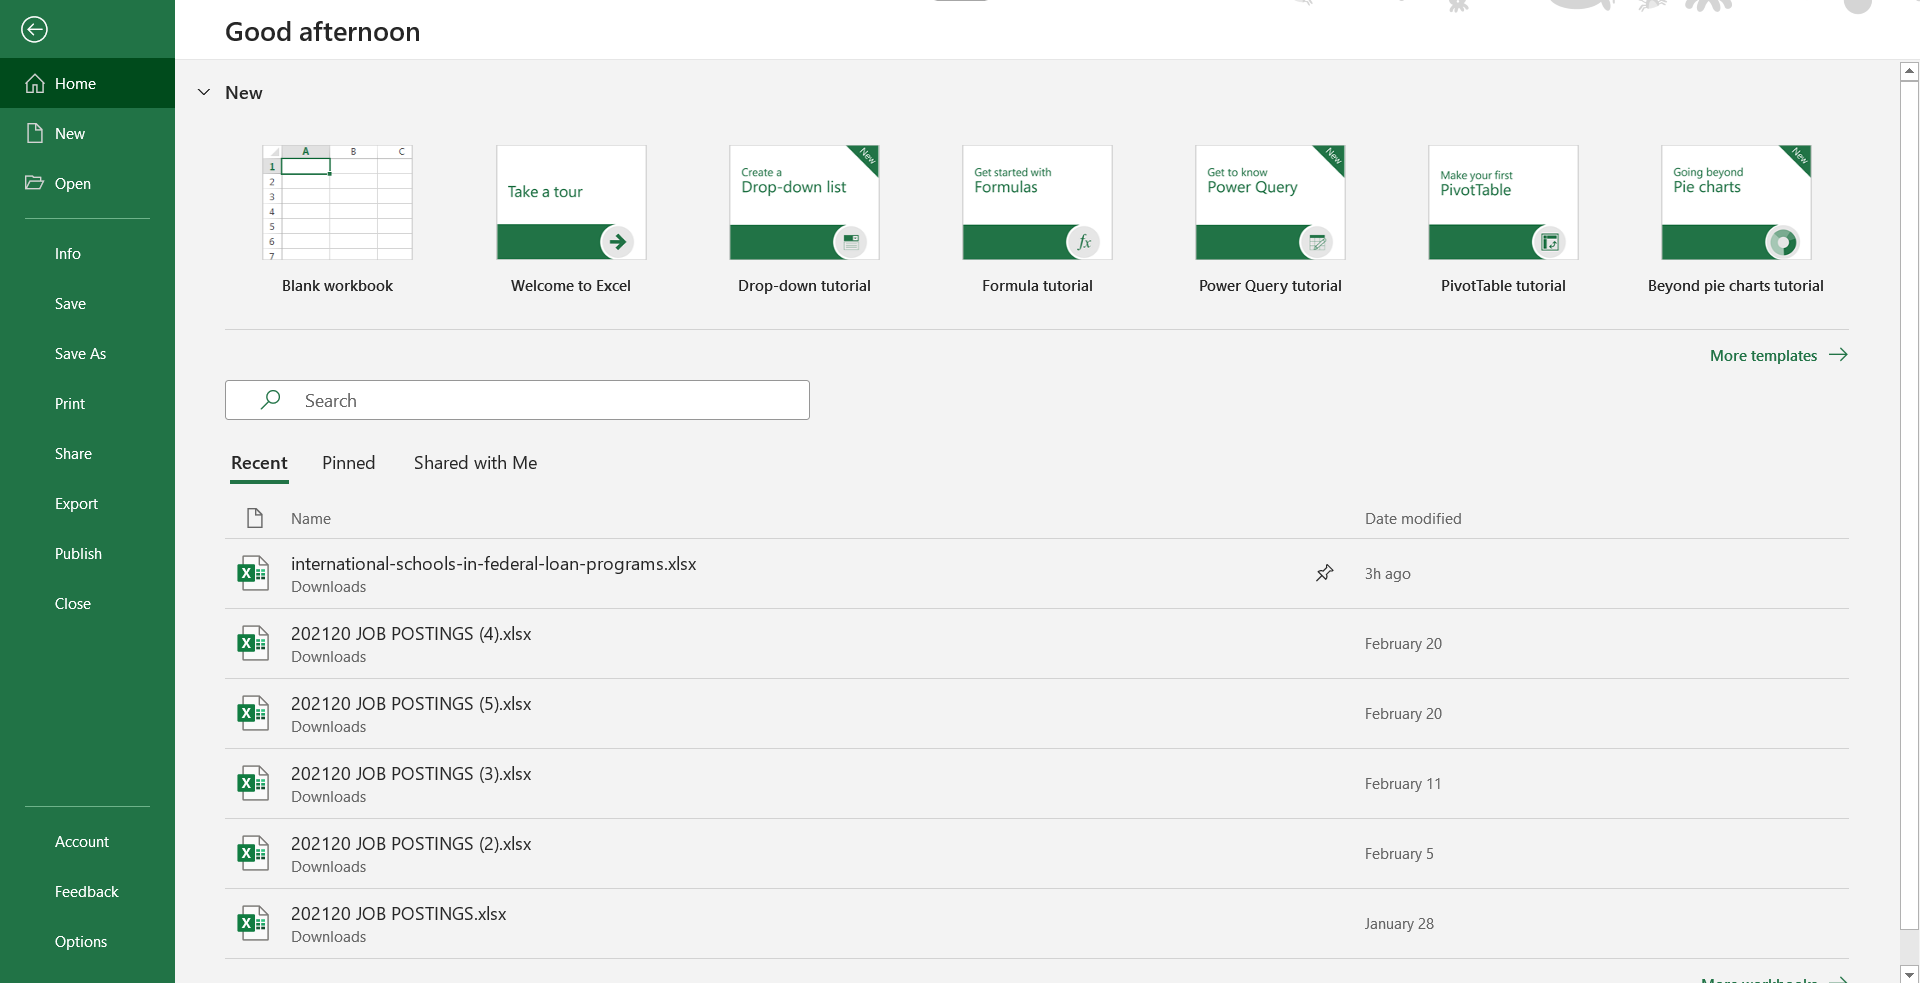 Good afternoon
Home
New
Open
Info
Save
Save As
Print
Share
Export
Publish
Close
Account
Feedback
Options
New
A B C
1
2
3
4
5
6
7
Blank workbook
Take a tour
Welcome to Excel
New
Create a
Drop-down list
Drop-down tutorial
Get started with
Formulas
fx
Formula tutorial
New
Get to know
Power Query
Power Query tutorial
Make your first
PivotTable
PivotTable tutorial
New
Going beyond
Pie charts
Beyond pie charts tutorial
More templates
Search
Recent Pinned Shared with Me
Name Date modified
X
international-schools-in-federal-loan-programs.xlsx
Downloads
3h ago
X
202120 JOB POSTINGS (4).xlsx
Downloads
February 20
X
202120 JOB POSTINGS (5).xlsx
Downloads
February 20
X
202120 JOB POSTINGS (3).xlsx
Downloads
February 11
X
202120 JOB POSTINGS (2).xlsx
Downloads
February 5
X
202120 JOB POSTINGS.xlsx
Downloads
January 28
More workbooks